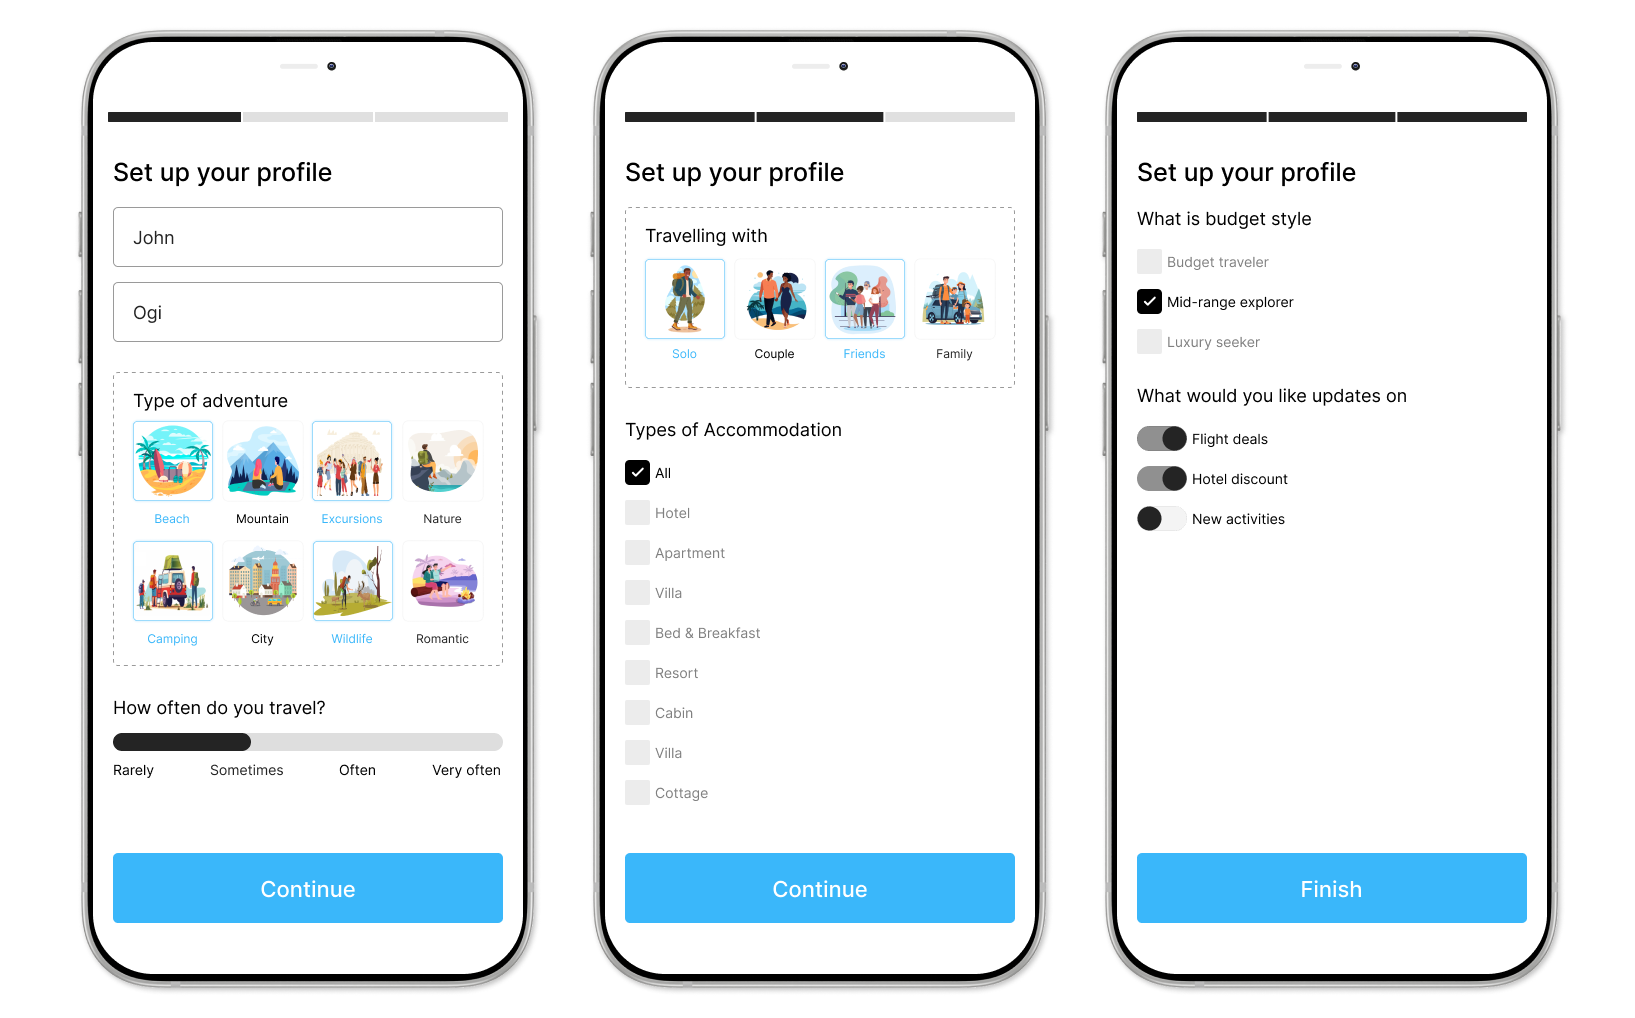 Set up your profile
John
Ogi
Type of adventure
Beach Mountain Excursions Nature
Camping City Wildlife Romantic
How often do you travel?
Rarely Sometimes Often Very often
Continue
Set up your profile
Travelling with
Solo Couple Friends Family
Types of Accommodation
All
Hotel
Apartment
Villa
Bed & Breakfast
Resort
Cabin
Villa
Cottage
Continue
Set up your profile
What is budget style
Budget traveler
Mid-range explorer
Luxury seeker
What would you like updates on
Flight deals
Hotel discount
New activities
Finish